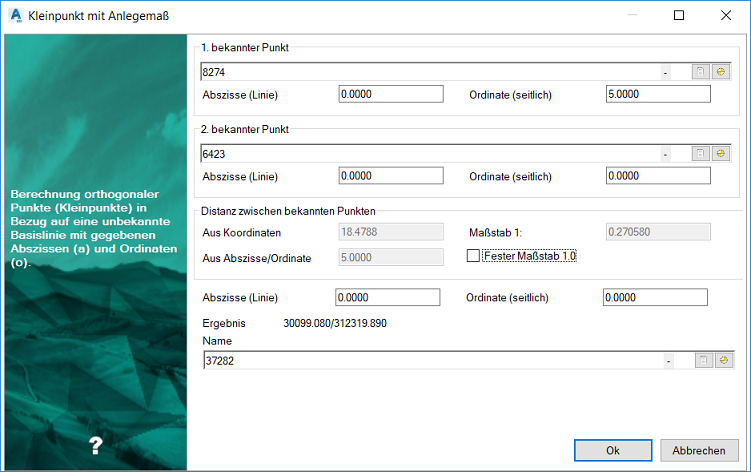 Kleinpunkt mit Anlegemaß
Berechnung orthogonaler
Punkte (Kleinpunkte) in
Bezug auf eine unbekannte
Basislinie mit gegebenen
Abszissen (a) und Ordinaten
(o).
?
1. bekannter Punkt
8274 -
Abszisse (Linie) 0.0000 Ordinate (seitlich) 5.0000
2. bekannter Punkt
6423 -
Abszisse (Linie) 0.0000 Ordinate (seitlich) 0.0000
Distanz zwischen bekannten Punkten
Aus Koordinaten 18.4788 Maßstab 1: 0.270580
Aus Abszisse/Ordinate 5.0000 Fester Maßstab 1.0
Abszisse (Linie) 0.0000 Ordinate (seitlich) 0.0000
Ergebnis 30099.080/312319.890
Name
37282 -
Ok Abbrechen